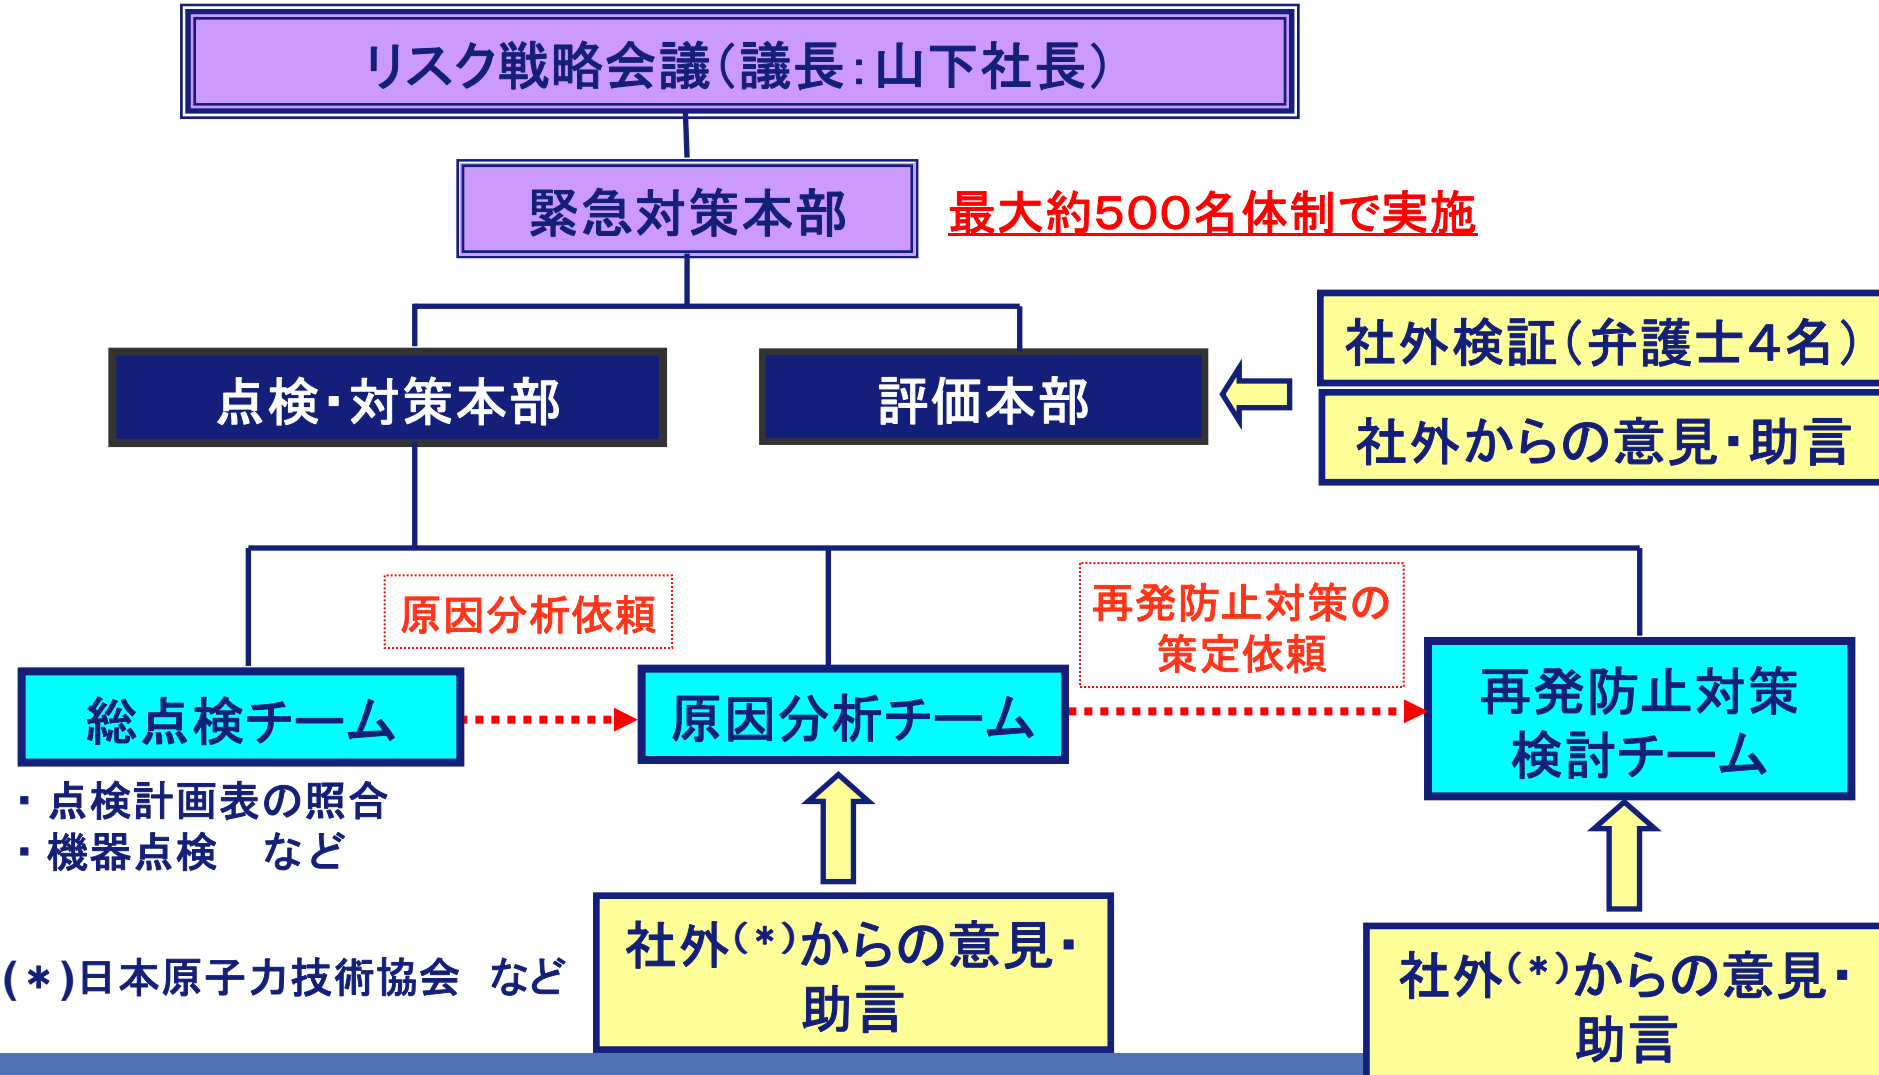 リスク戦略会議（議長：山下社長）
緊急対策本部
最大約５００名体制で実施
社外検証（弁護士４名）
点検・対策本部
評価本部
社外からの意見・助言
原因分析依頼
再発防止対策の
策定依頼
総点検チーム
原因分析チーム
再発防止対策
検討チーム
・点検計画表の照合
・機器点検　など
社外（＊）からの意見・
助言
社外（＊）からの意見・
助言
(＊)日本原子力技術協会　など